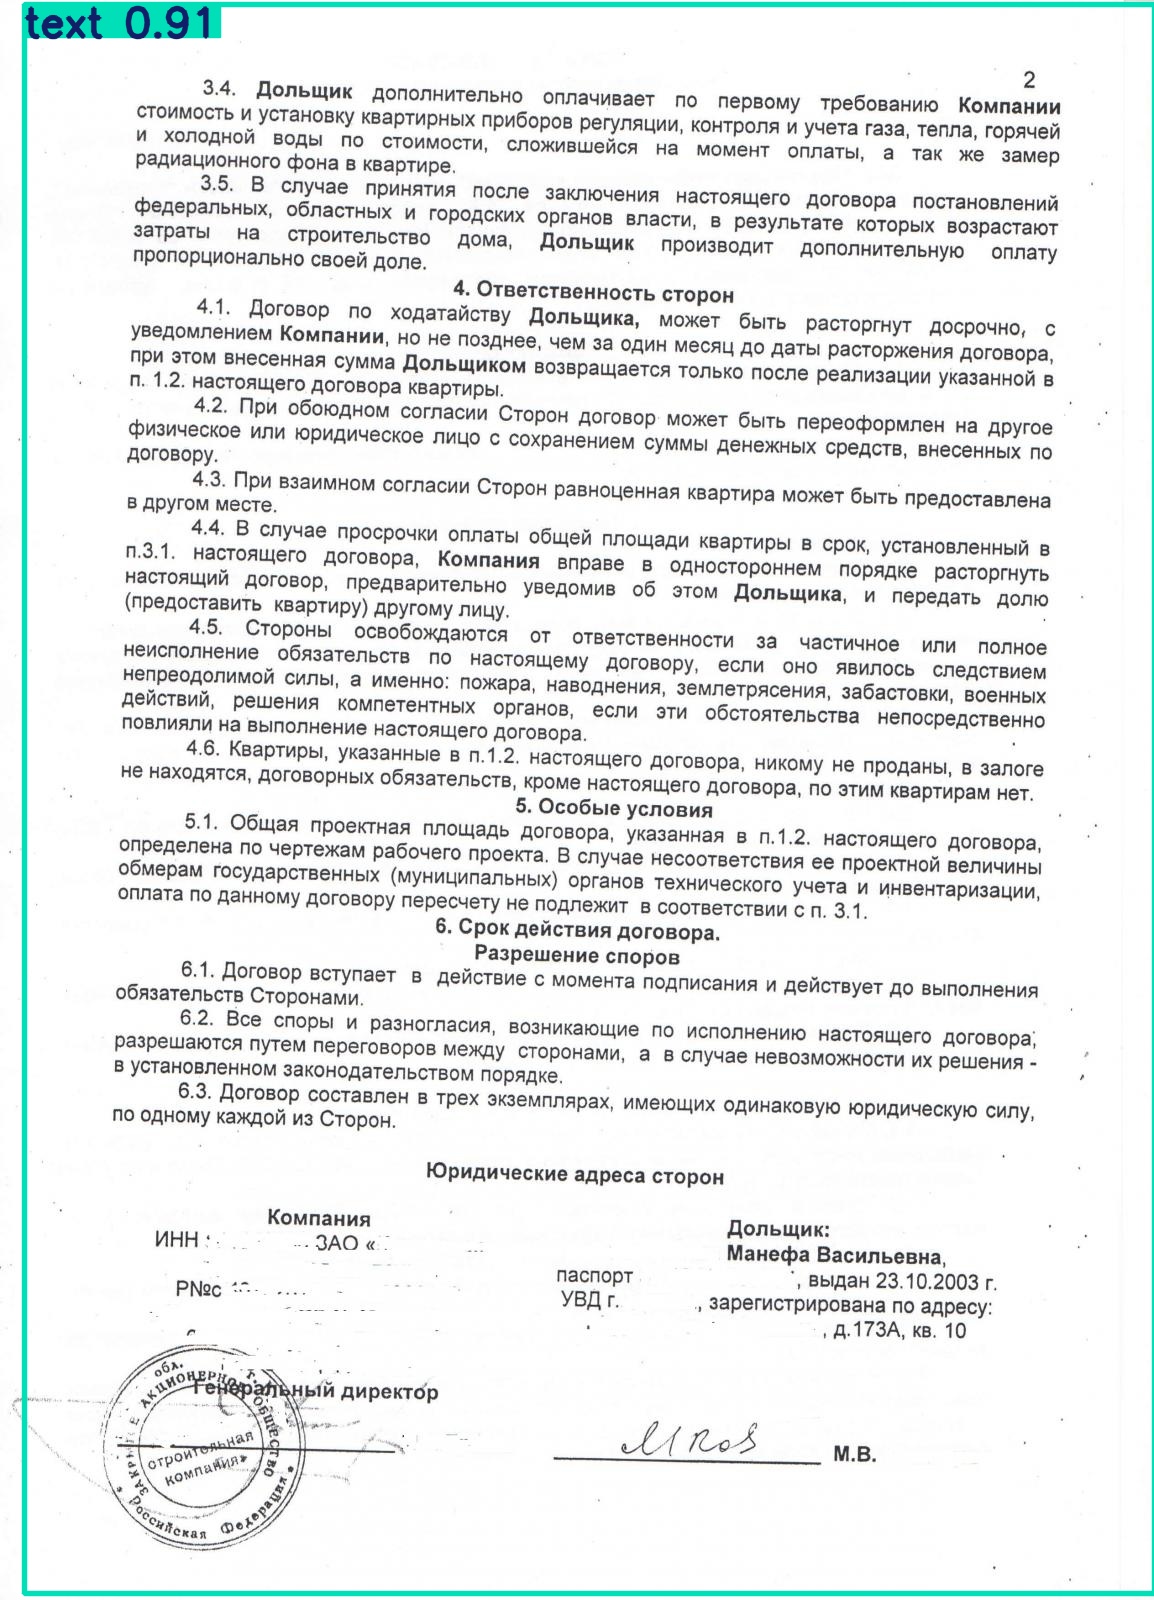 text 0.91
2
3.4. Дольщик дополнительно оплачивает по первому требованию Компании
стоимость и установку квартирных приборов регуляции, контроля и учета газа, тепла, горячей
и холодной воды по стоимости, сложившейся на момент оплаты, а так же замер
радиационного фона в квартире.
3.5. В случае принятия после заключения настоящего договора постановлений
федеральных, областных и городских органов власти, в результате которых возрастают
затраты на строительство дома, Дольщик производит дополнительную оплату
пропорционально своей доле.
4. Ответственность сторон
4.1. Договор по ходатайству Дольщика, может быть расторгнут досрочно, с
уведомлением Компании, но не позднее, чем за один месяц до даты расторжения договора,
при этом внесенная сумма Дольщиком возвращается только после реализации указанной в
п. 1.2. настоящего договора квартиры.
4.2. При обоюдном согласии Сторон договор может быть переоформлен на другое
физическое или юридическое лицо с сохранением суммы денежных средств, внесенных по
договору.
4.3. При взаимном согласии Сторон равноценная квартира может быть предоставлена
в другом месте.
4.4. В случае просрочки оплаты общей площади квартиры в срок, установленный в
п.3.1. настоящего договора, Компания вправе в одностороннем порядке расторгнуть
настоящий договор, предварительно уведомив об этом Дольщика, и передать долю
(предоставить квартиру) другому лицу.
4.5. Стороны освобождаются от ответственности за частичное или полное
неисполнение обязательств по настоящему договору, если оно явилось следствием
непреодолимой силы, а именно: пожара, наводнения, землетрясения, забастовки, военных
действий, решения компетентных органов, если эти обстоятельства непосредственно
повлияли на выполнение настоящего договора.
4.6. Квартиры, указанные в п.1.2. настоящего договора, никому не проданы, в залоге
не находятся, договорных обязательств, кроме настоящего договора, по этим квартирам нет.
5. Особые условия
5.1. Общая проектная площадь договора, указанная в п.1.2. настоящего договора,
определена по чертежам рабочего проекта. В случае несоответствия ее проектной величины
обмерам государственных (муниципальных) органов технического учета и инвентаризации,
оплата по данному договору пересчету не подлежит в соответствии с п. 3.1.
6. Срок действия договора.
Разрешение споров
6.1. Договор вступает в действие с момента подписания и действует до выполнения
обязательств Сторонами.
6.2. Все споры и разногласия, возникающие по исполнению настоящего договора,
разрешаются путем переговоров между сторонами, а в случае невозможности их решения -
в установленном законодательством порядке.
6.3. Договор составлен в трех экземплярах, имеющих одинаковую юридическую силу,
по одному каждой из Сторон.
Юридические адреса сторон
Компания
ИНН ЗАО «
Р№с
Дольщик:
Манефа Васильевна,
паспорт , выдан 23.10.2003 г.
УВД г. , зарегистрирована по адресу:
, д.173А, кв. 10
Генеральный директор
М.В.
обл. г.
ЗАКРЫТОЕ АКЦИОНЕРНОЕ ОБЩЕСТВО
строительная
компания»
* Российская Федерация *